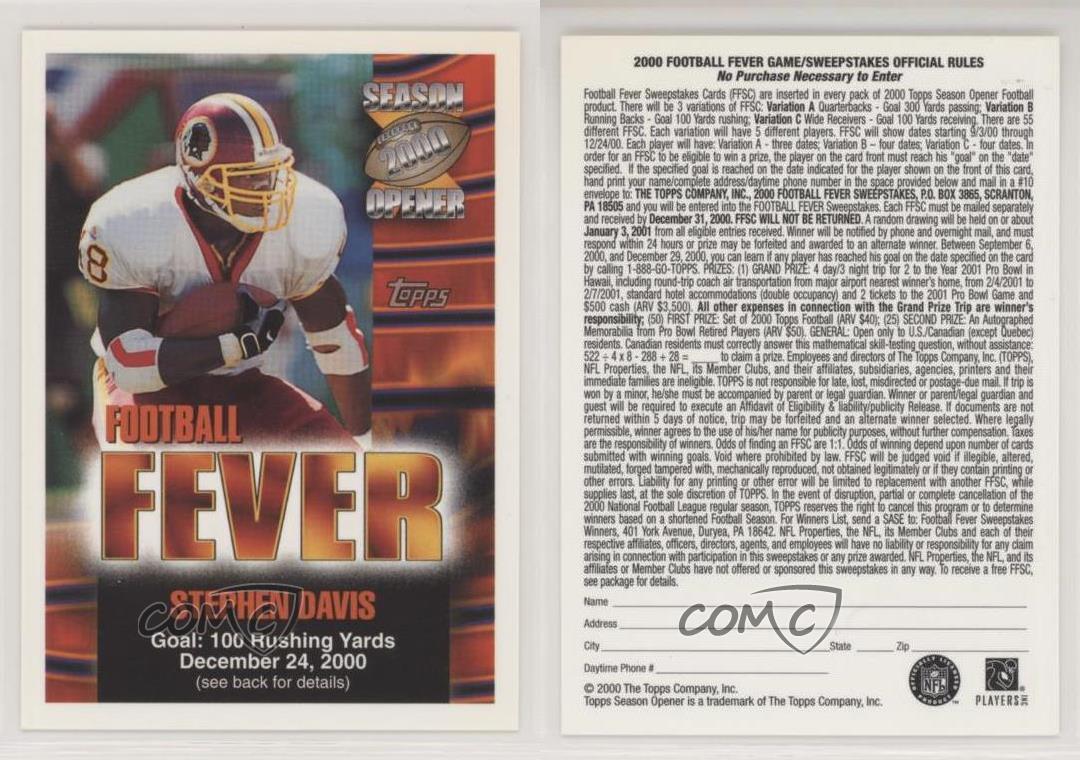 SEASON
TOPPS
2000
OPENER
Topps
8
FOOTBALL
FEVER
STEPHEN DAVIS
Goal: 100 Rushing Yards
December 24, 2000
(see back for details)
COMC
2000 FOOTBALL FEVER GAME/SWEEPSTAKES OFFICIAL RULES
No Purchase Necessary to Enter
Football Fever Sweepstakes Cards (FFSC) are inserted in every pack of 2000 Topps Season Opener Football
product. There will be 3 variations of FFSC: Variation A Quarterbacks - Goal 300 Yards passing; Variation B
Running Backs - Goal 100 Yards rushing; Variation C Wide Receivers - Goal 100 Yards receiving. There are 55
different FFSC. Each variation will have 5 different players. FFSC will show dates starting 9/3/00 through
12/24/00. Each player will have: Variation A - three dates; Variation B – four dates; Variation C - four dates. In
order for an FFSC to be eligible to win a prize, the player on the card front must reach his "goal" on the "date"
specified. If the specified goal is reached on the date indicated for the player shown on the front of this card,
hand print your name/complete address/daytime phone number in the space provided below and mail in a #10
envelope to: THE TOPPS COMPANY, INC., 2000 FOOTBALL FEVER SWEEPSTAKES, P.O. BOX 3865, SCRANTON,
PA 18505 and you will be entered into the FOOTBALL FEVER Sweepstakes. Each FFSC must be mailed separately
and received by December 31, 2000. FFSC WILL NOT BE RETURNED. A random drawing will be held on or about
January 3, 2001 from all eligible entries received. Winner will be notified by phone and overnight mail, and must
respond within 24 hours or prize may be forfeited and awarded to an alternate winner. Between September 6,
2000, and December 29, 2000, you can learn if any player has reached his goal on the date specified on the card
by calling 1-888-GO-TOPPS. PRIZES: (1) GRAND PRIZE: 4 day/3 night trip for 2 to the Year 2001 Pro Bowl in
Hawaii, including round-trip coach air transportation from major airport nearest winner's home, from 2/4/2001 to
2/7/2001, standard hotel accommodations (double occupancy) and 2 tickets to the 2001 Pro Bowl Game and
$500 cash (ARV $3,500). All other expenses in connection with the Grand Prize Trip are winner's
responsibility; (50) FIRST PRIZE: Set of 2000 Topps Football (ARV $40); (25) SECOND PRIZE: An Autographed
Memorabilia from Pro Bowl Retired Players (ARV $50). GENERAL: Open only to U.S./Canadian (except Quebec)
residents. Canadian residents must correctly answer this mathematical skill-testing question, without assistance:
522 ÷ 4 x 8 - 288 + 28 = ____ to claim a prize. Employees and directors of The Topps Company, Inc. (TOPPS),
NFL Properties, the NFL, its Member Clubs, and their affiliates, subsidiaries, agencies, printers and their
immediate families are ineligible. TOPPS is not responsible for late, lost, misdirected or postage-due mail. If trip is
won by a minor, he/she must be accompanied by parent or legal guardian. Winner or parent/legal guardian and
guest will be required to execute an Affidavit of Eligibility & liability/publicity Release. If documents are not
returned within 5 days of notice, trip may be forfeited and an alternate winner selected. Where legally
permissible, winner agrees to the use of his/her name for publicity purposes, without further compensation. Taxes
are the responsibility of winners. Odds of finding an FFSC are 1:1. Odds of winning depend upon number of cards
submitted with winning goals. Void where prohibited by law. FFSC will be judged void if illegible, altered,
mutilated, forged tampered with, mechanically reproduced, not obtained legitimately or if they contain printing or
other errors. Liability for any printing or other error will be limited to replacement with another FFSC, while
supplies last, at the sole discretion of TOPPS. In the event of disruption, partial or complete cancellation of the
2000 National Football League regular season, TOPPS reserves the right to cancel this program or to determine
winners based on a shortened Football Season. For Winners List, send a SASE to: Football Fever Sweepstakes
Winners, 401 York Avenue, Duryea, PA 18642. NFL Properties, the NFL, its Member Clubs and each of their
respective affiliates, officers, directors, agents, and employees will have no liability or responsibility for any claim
arising in connection with participation in this sweepstakes or any prize awarded. NFL Properties, the NFL, and its
affiliates or Member Clubs have not offered or sponsored this sweepstakes in any way. To receive a free FFSC,
see package for details.
Name
Address
COMC
City State Zip
Daytime Phone #
© 2000 The Topps Company, Inc.
Topps Season Opener is a trademark of The Topps Company, Inc.
OFFICIALLY LICENSED
NFL
PRODUCT
™
PLAYERS INC
®